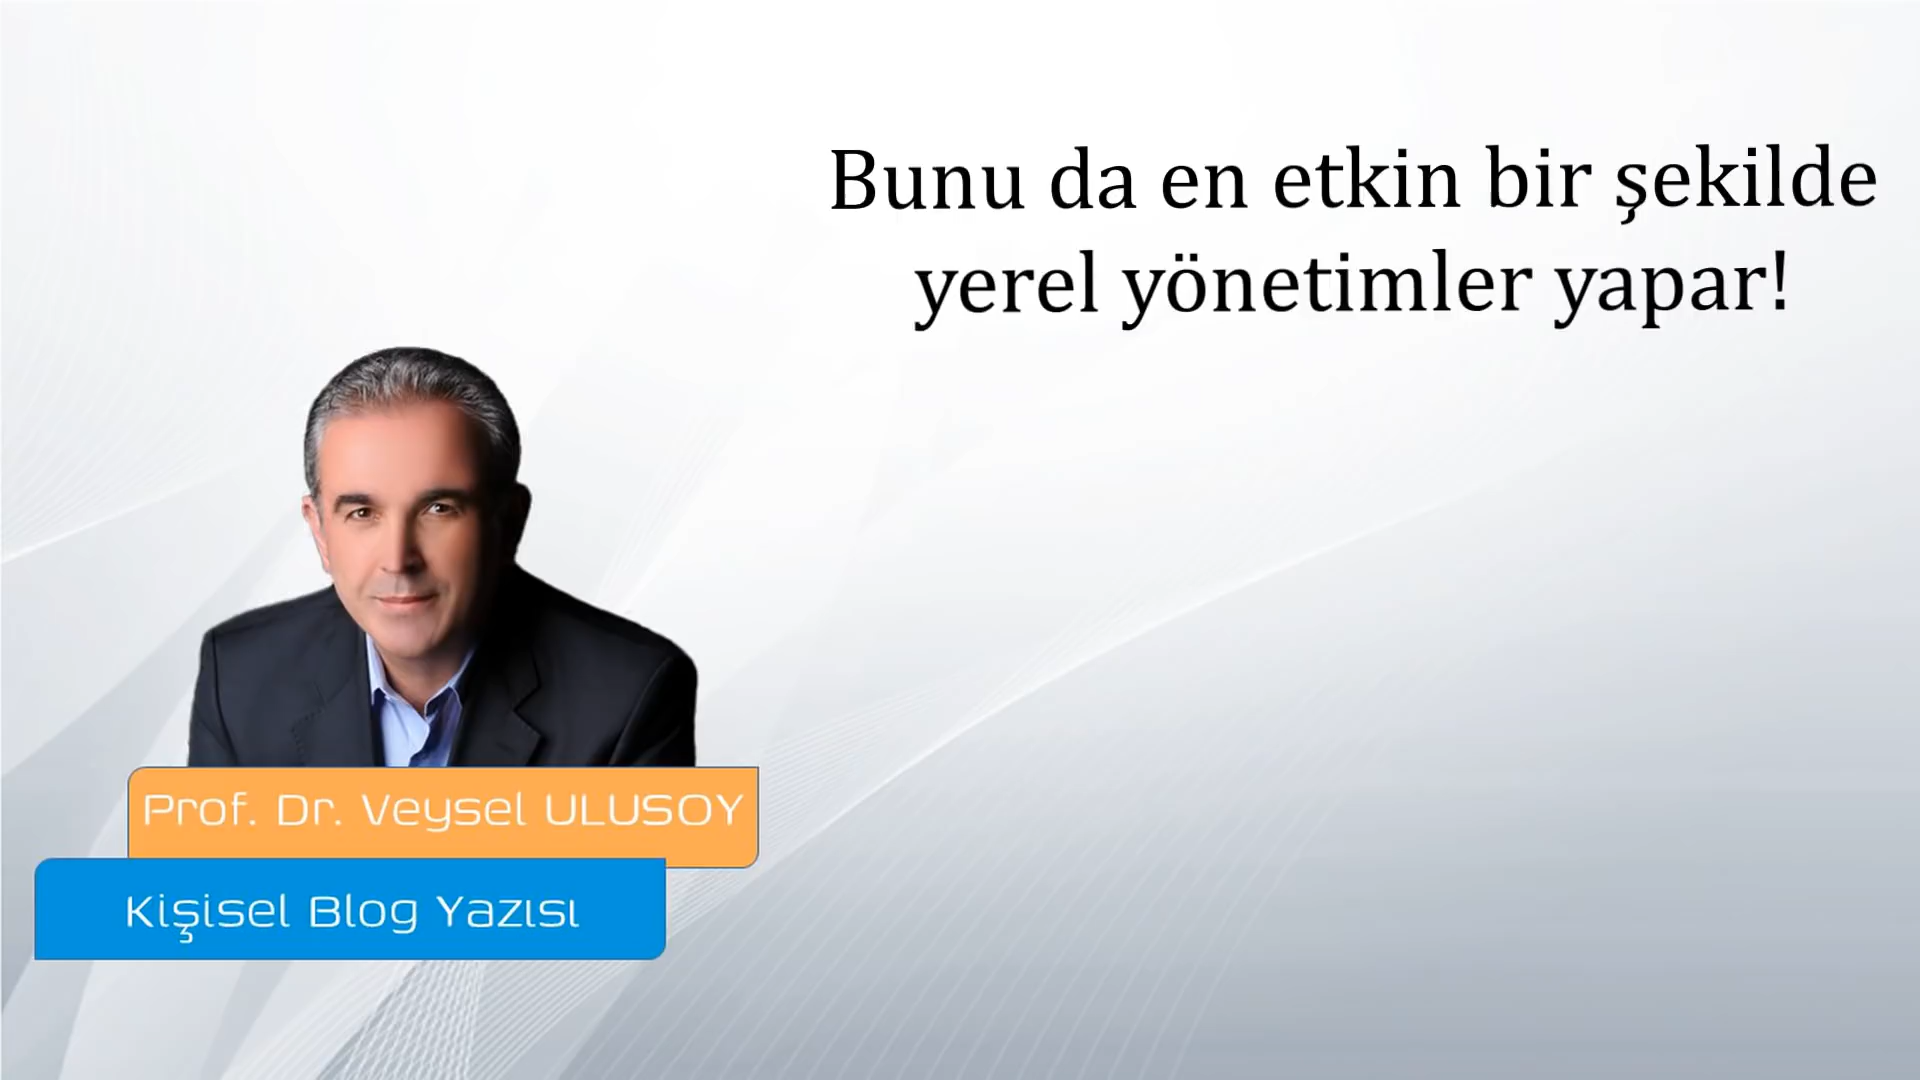 Bunu da en etkin bir şekilde
yerel yönetimler yapar!
Prof. Dr. Veysel ULUSOY
Kişisel Blog Yazısı